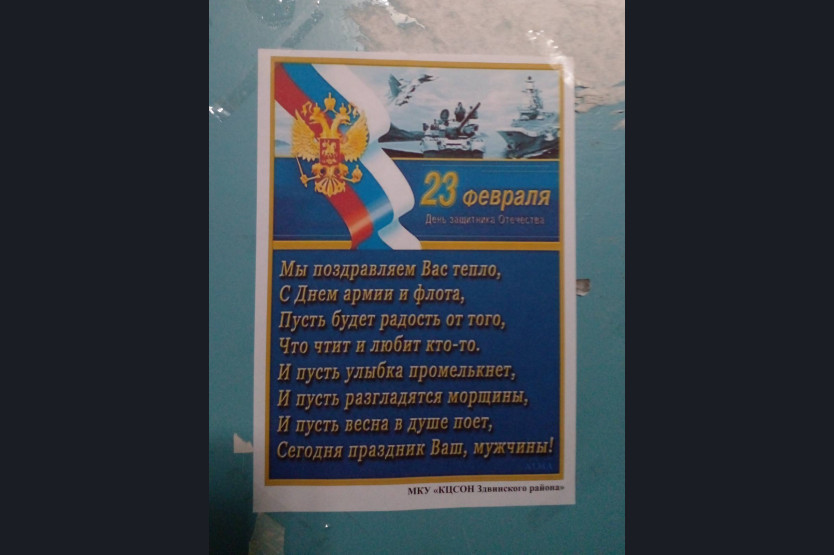 23 февраля
День защитника Отечества
Мы поздравляем Вас тепло,
С Днем армии и флота,
Пусть будет радость от того,
Что чтит и любит кто-то.
И пусть улыбка промелькнет,
И пусть разгладятся морщины,
И пусть весна в душе поет,
Сегодня праздник Ваш, мужчины!
МКУ «КЦСОН Здвинского района»